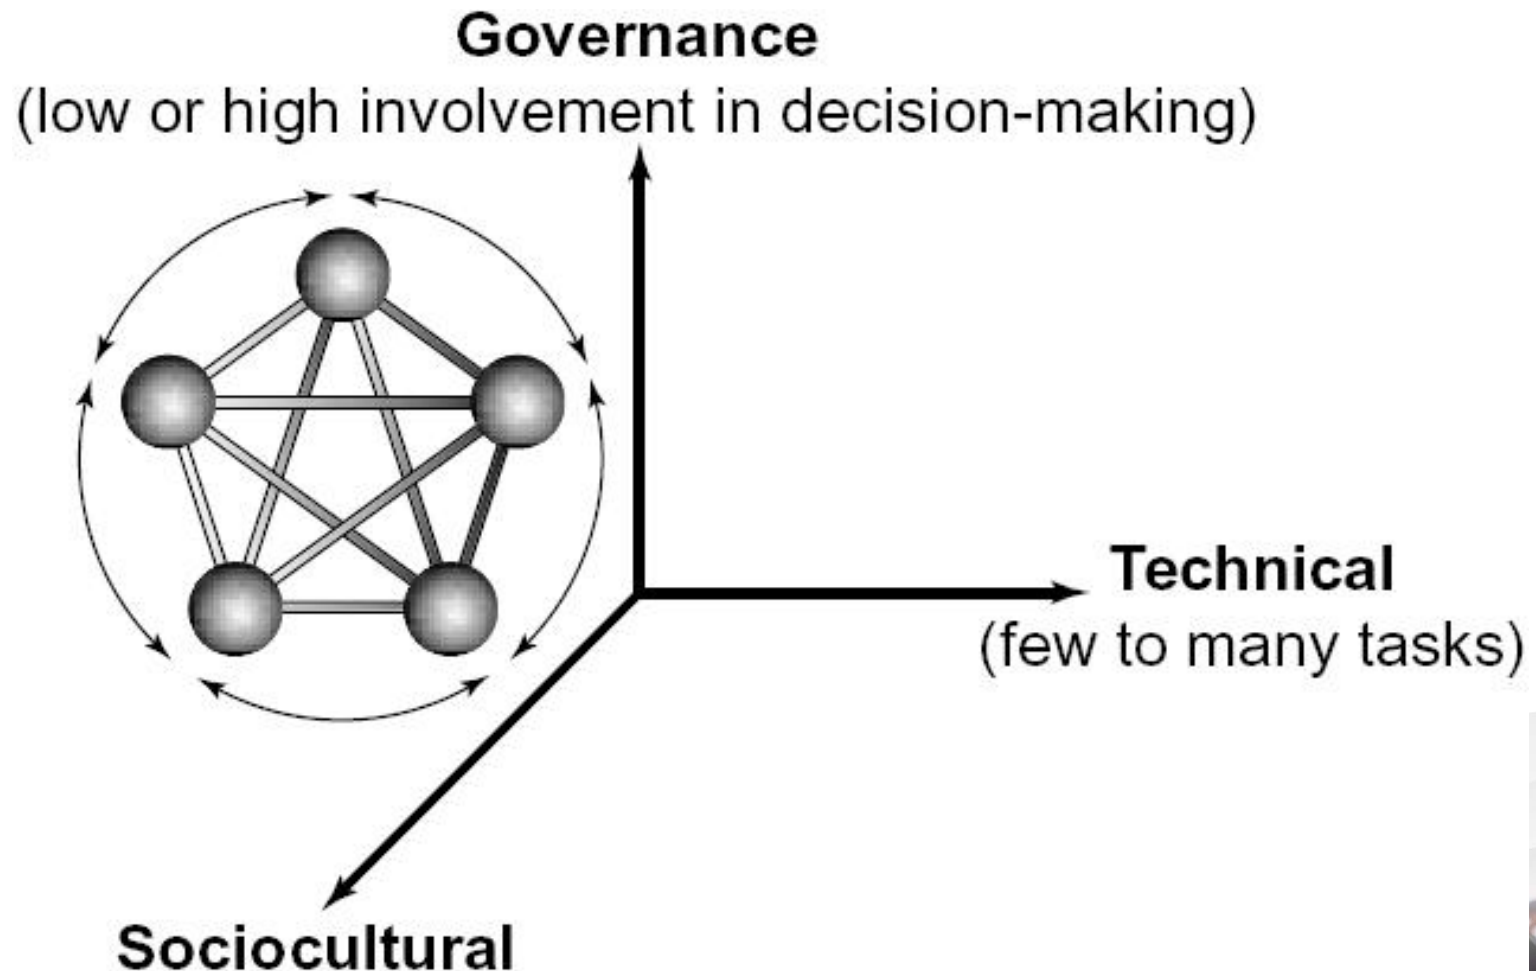 Governance
(low or high involvement in decision-making)
Technical
(few to many tasks)
Sociocultural